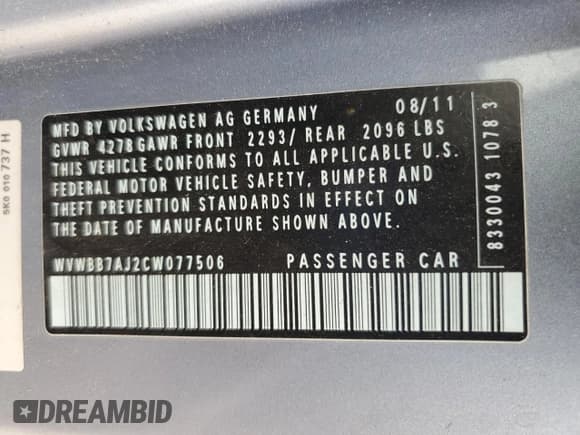 MFD BY VOLKSWAGEN AG GERMANY 08/11
GVWR 4278 GAWR FRONT 2293/ REAR 2096 LBS
THIS VEHICLE CONFORMS TO ALL APPLICABLE U.S.
FEDERAL MOTOR VEHICLE SAFETY, BUMPER AND
THEFT PREVENTION STANDARDS IN EFFECT ON
THE DATE OF MANUFACTURE SHOWN ABOVE.
WVWBB7AJ2CW077506 PASSENGER CAR
8330043 1078 3
5K0 010 737 H
DREAMBID